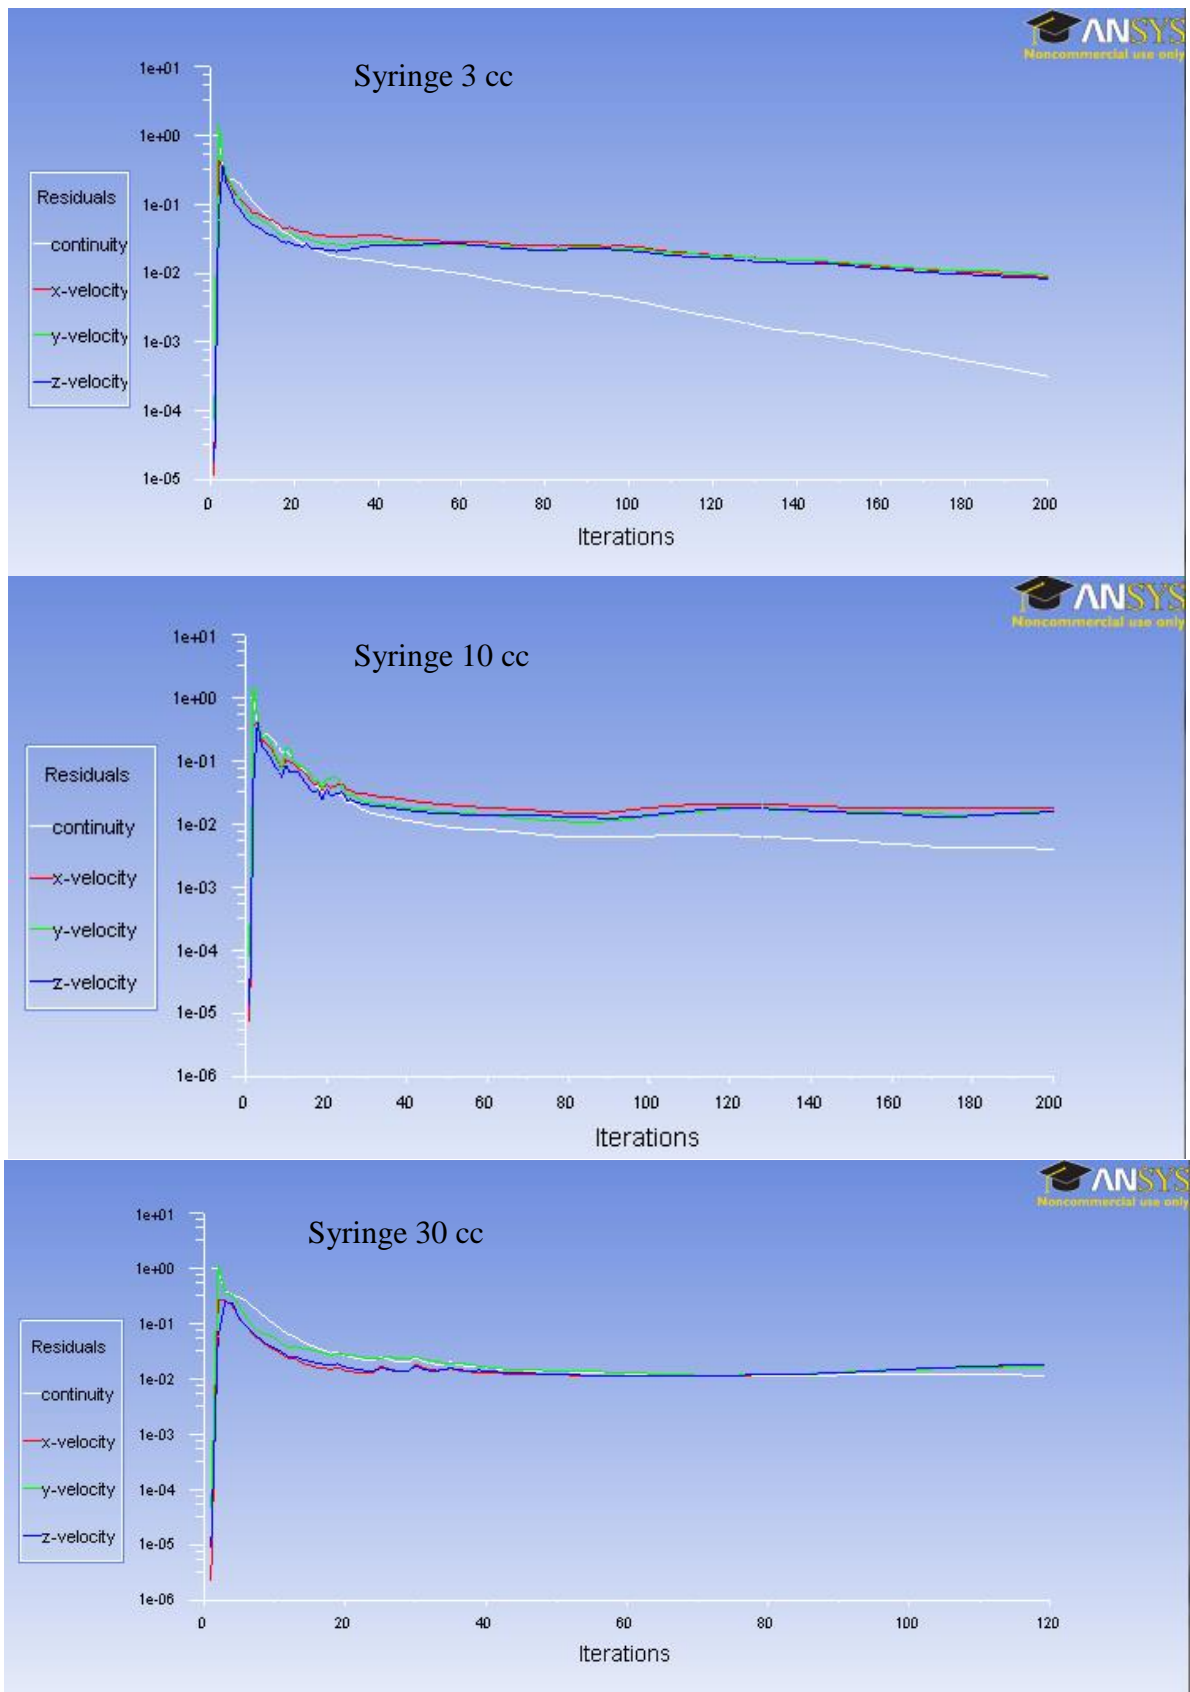 ANSYS
Noncommercial use only
Syringe 3 cc
1e+01
1e+00
1e-01
1e-02
1e-03
1e-04
1e-05
Residuals
continuity
x-velocity
y-velocity
z-velocity
0 20 40 60 80 100 120 140 160 180 200
Iterations
ANSYS
Noncommercial use only
Syringe 10 cc
1e+01
1e+00
1e-01
1e-02
1e-03
1e-04
1e-05
1e-06
Residuals
continuity
x-velocity
y-velocity
z-velocity
0 20 40 60 80 100 120 140 160 180 200
Iterations
ANSYS
Noncommercial use only
Syringe 30 cc
1e+01
1e+00
1e-01
1e-02
1e-03
1e-04
1e-05
1e-06
Residuals
continuity
x-velocity
y-velocity
z-velocity
0 20 40 60 80 100 120
Iterations